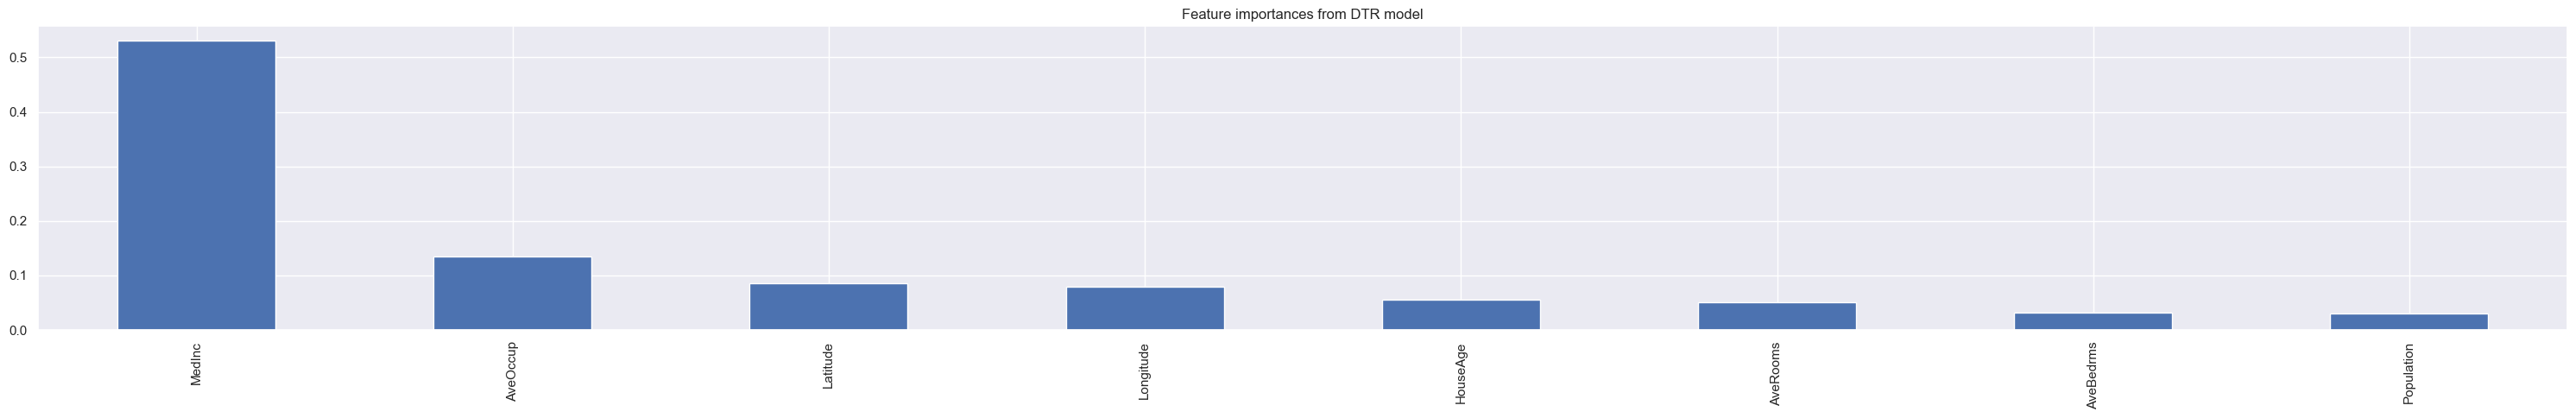 Feature importances from DTR model
0.5
0.4
0.3
0.2
0.1
0.0
MedInc
AveOccup
Latitude
Longitude
HouseAge
AveRooms
AveBedrms
Population